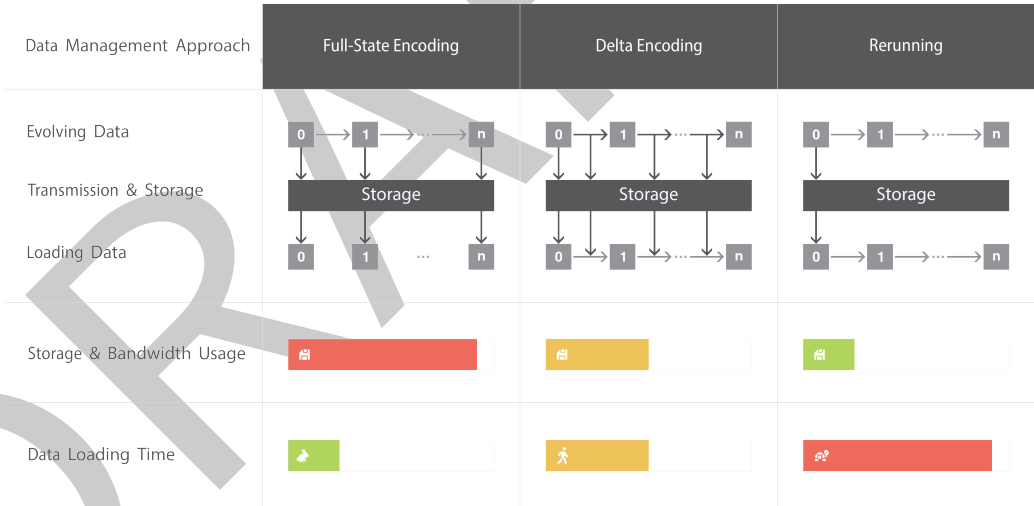 Data Management Approach Full-State Encoding Delta Encoding Rerunning
Evolving Data 0 1 ... n 0 1 ... n 0 1 ... n
Transmission & Storage Storage Storage Storage
Loading Data 0 1 ... n 0 1 ... n 0 1 ... n
Storage & Bandwidth Usage
Data Loading Time